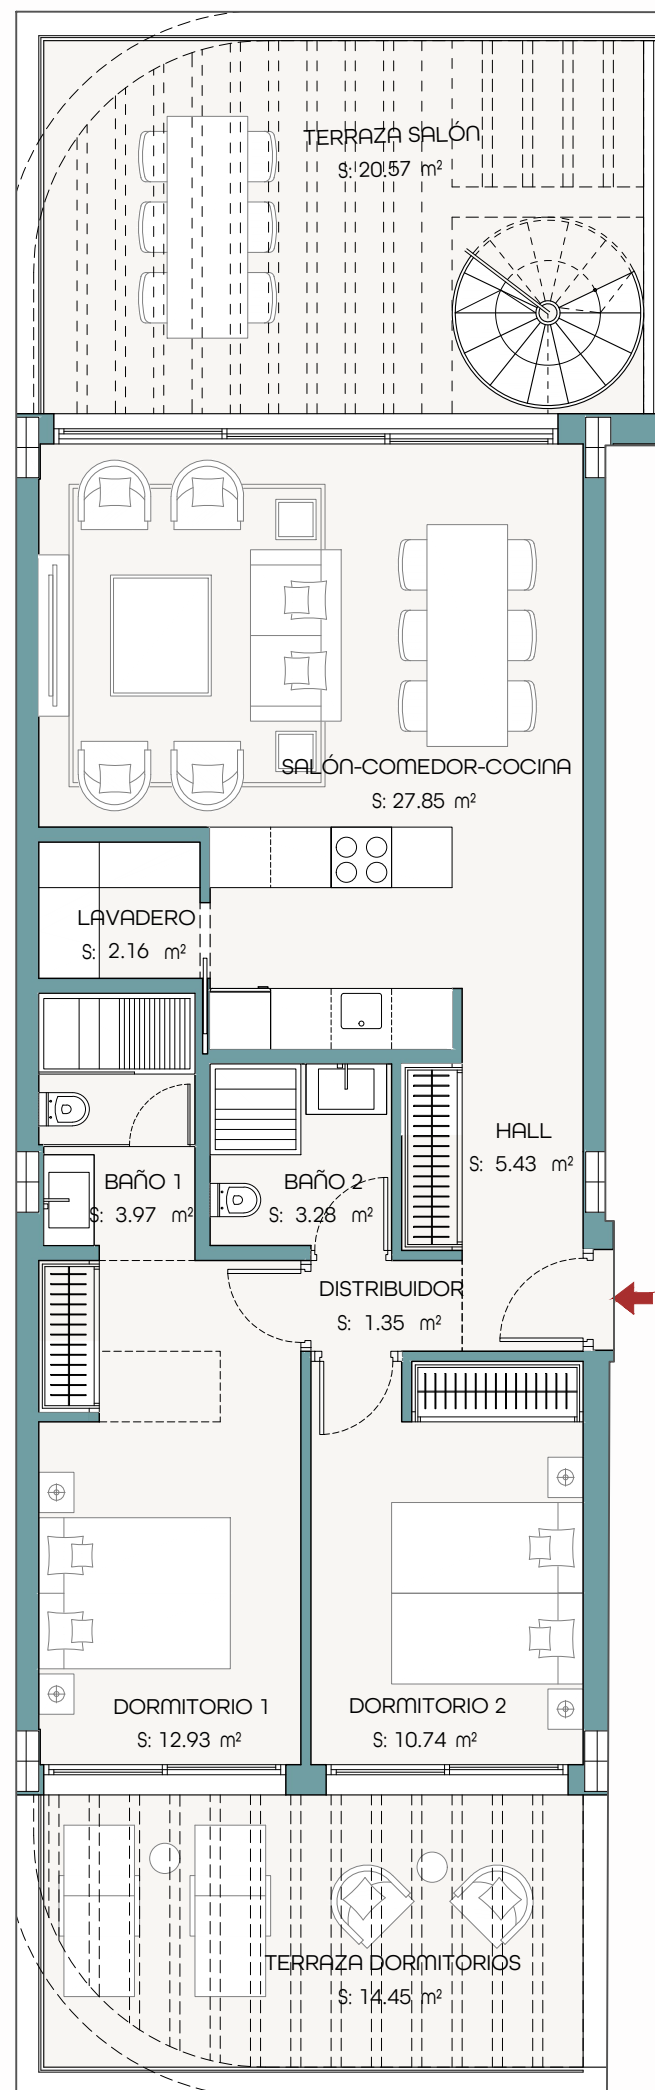 TERRAZA SALÓN
S: 20.57 m²
SALÓN-COMEDOR-COCINA
S: 27.85 m²
LAVADERO
S: 2.16 m²
HALL
S: 5.43 m²
BAÑO 1
S: 3.97 m²
BAÑO 2
S: 3.28 m²
DISTRIBUIDOR
S: 1.35 m²
DORMITORIO 1
S: 12.93 m²
DORMITORIO 2
S: 10.74 m²
TERRAZA DORMITORIOS
S: 14.45 m²